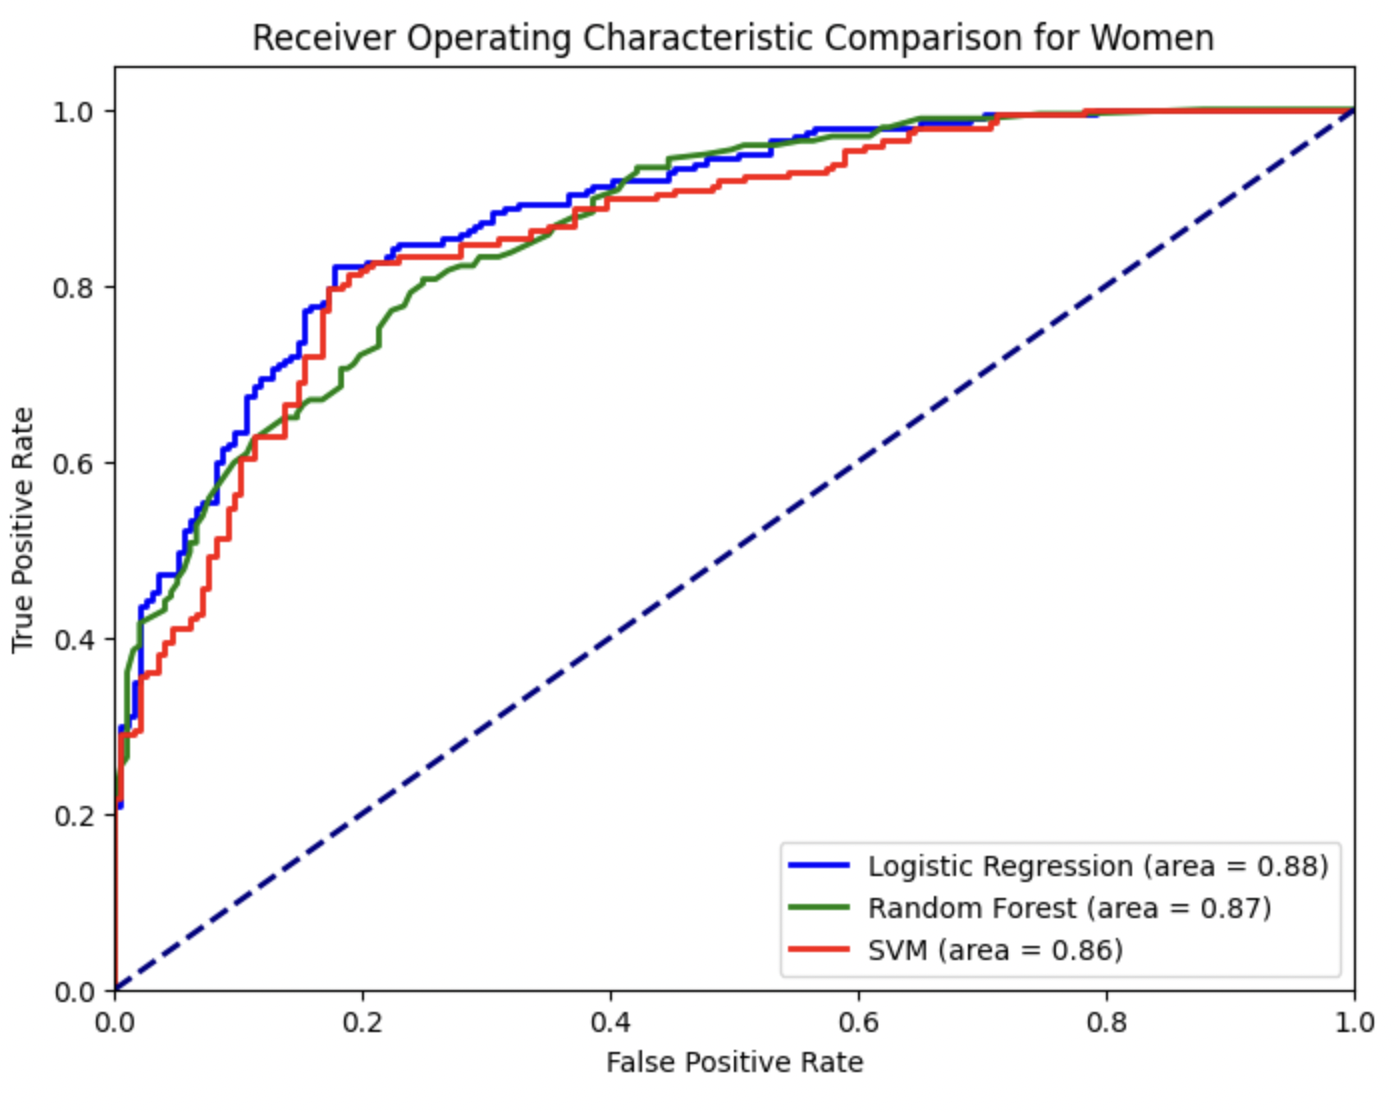 Receiver Operating Characteristic Comparison for Women
True Positive Rate
1.0
0.8
0.6
0.4
0.2
0.0
Logistic Regression (area = 0.88)
Random Forest (area = 0.87)
SVM (area = 0.86)
0.0 0.2 0.4 0.6 0.8 1.0
False Positive Rate